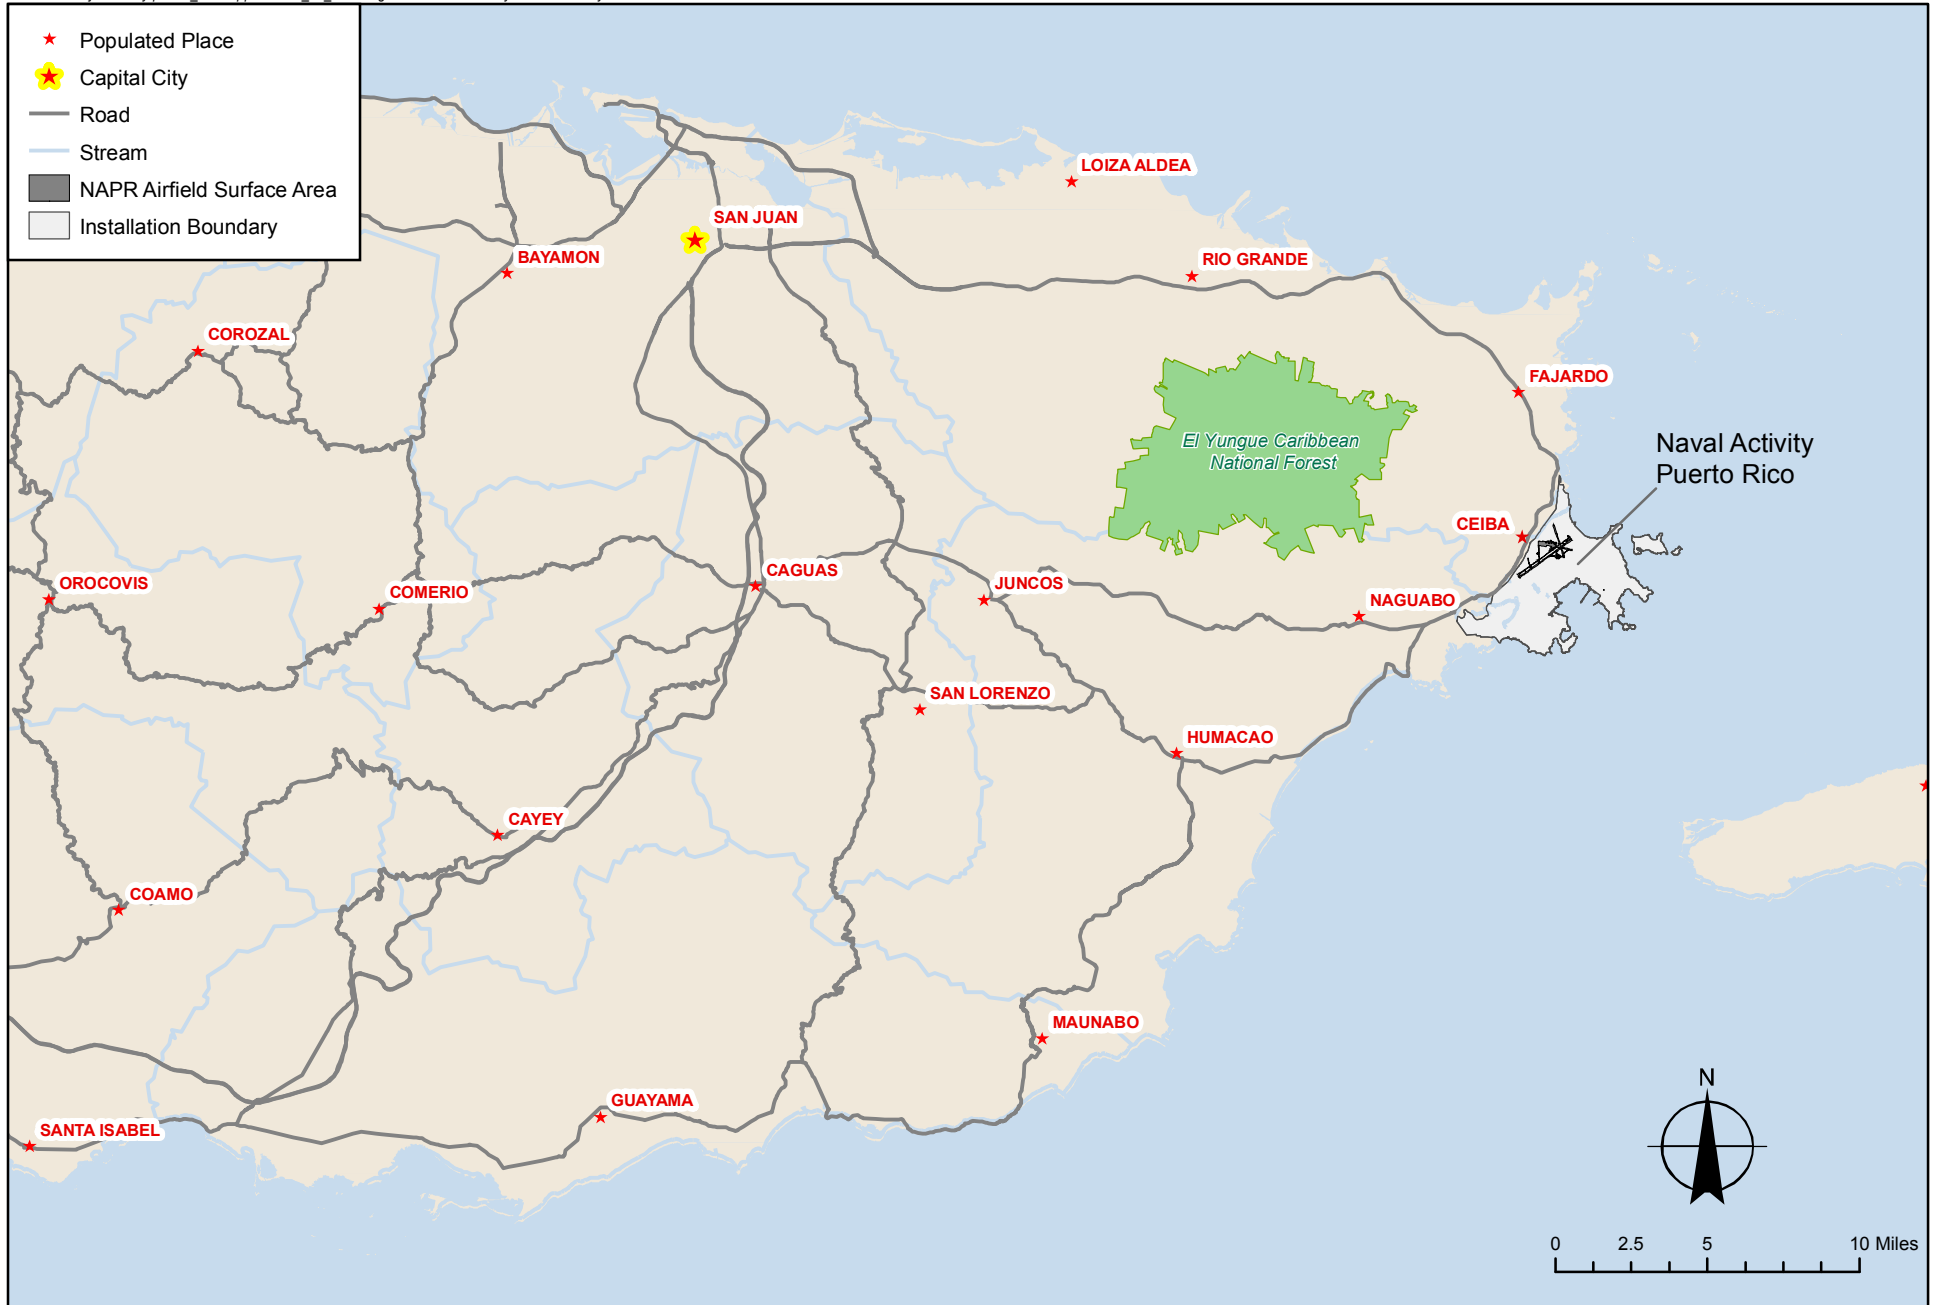 Populated Place
Capital City
Road
Stream
NAPR Airfield Surface Area
Installation Boundary
LOIZA ALDEA
SAN JUAN
BAYAMON
RIO GRANDE
COROZAL
FAJARDO
El Yungue Caribbean
National Forest
Naval Activity
Puerto Rico
CEIBA
CAGUAS
JUNCOS
OROCOVIS
COMERIO
NAGUABO
SAN LORENZO
HUMACAO
CAYEY
COAMO
MAUNABO
GUAYAMA
SANTA ISABEL
N
0 2.5 5 10 Miles